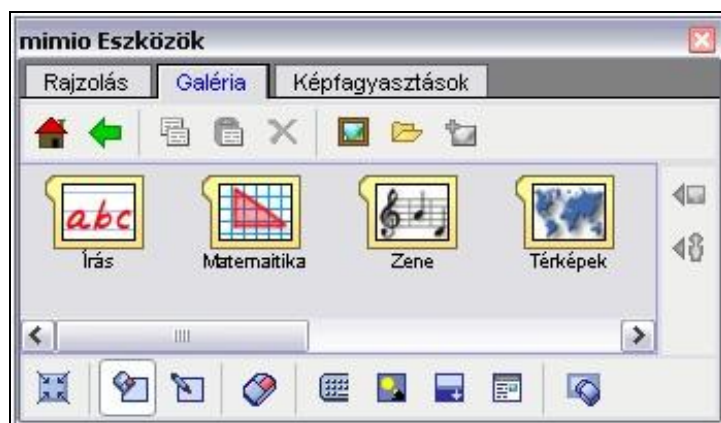 mimio Eszközök
Rajzolás Galéria Képfagyasztások
abc
Írás Matemaitika Zene Térképek